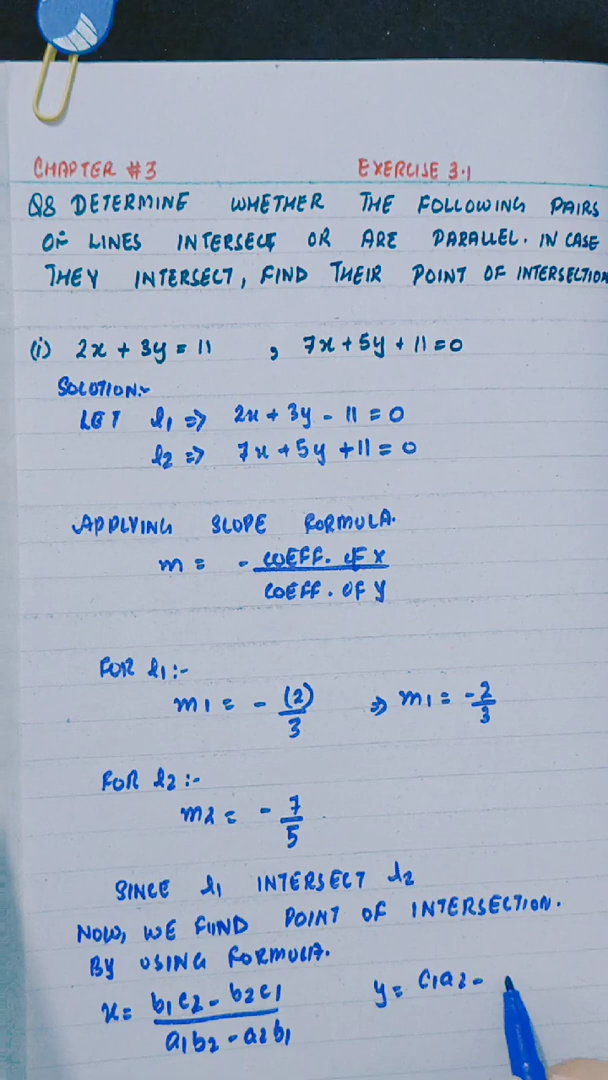 CHAPTER #3 EXERCISE 3.1
Q8 DETERMINE WHETHER THE FOLLOWING PAIRS
OF LINES INTERSECT OR ARE PARALLEL. IN CASE
THEY INTERSECT, FIND THEIR POINT OF INTERSECTION
(i) 2x + 3y = 11 , 7x + 5y + 11 = 0
SOLUTION:-
LET l₁ => 2x + 3y - 11 = 0
l₂ => 7x + 5y + 11 = 0
APPLYING SLOPE FORMULA.
m = - COEFF. OF X
COEFF. OF Y
FOR l₁ :-
m₁ = - (2)/3 => m₁ = -2/3
FOR l₂ :-
m₂ = - 7/5
SINCE l₁ INTERSECT l₂
NOW, WE FIND POINT OF INTERSECTION.
BY USING FORMULA.
x = b₁c₂ - b₂c₁ y = c₁a₂ -
a₁b₂ - a₂b₁